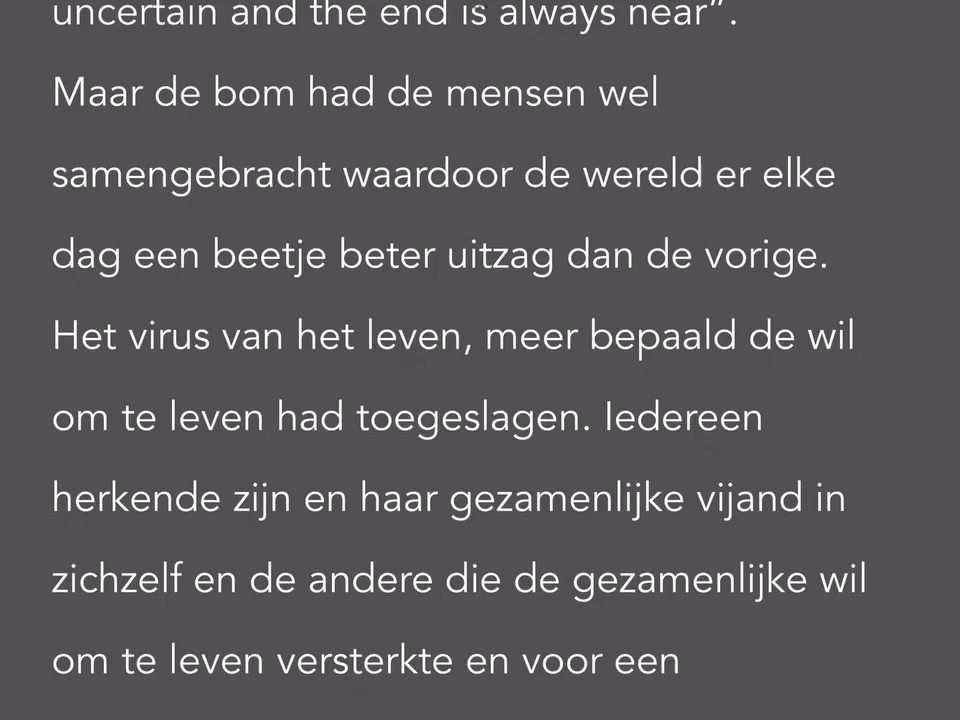 uncertain and the end is always near”.
Maar de bom had de mensen wel
samengebracht waardoor de wereld er elke
dag een beetje beter uitzag dan de vorige.
Het virus van het leven, meer bepaald de wil
om te leven had toegeslagen. Iedereen
herkende zijn en haar gezamenlijke vijand in
zichzelf en de andere die de gezamenlijke wil
om te leven versterkte en voor een